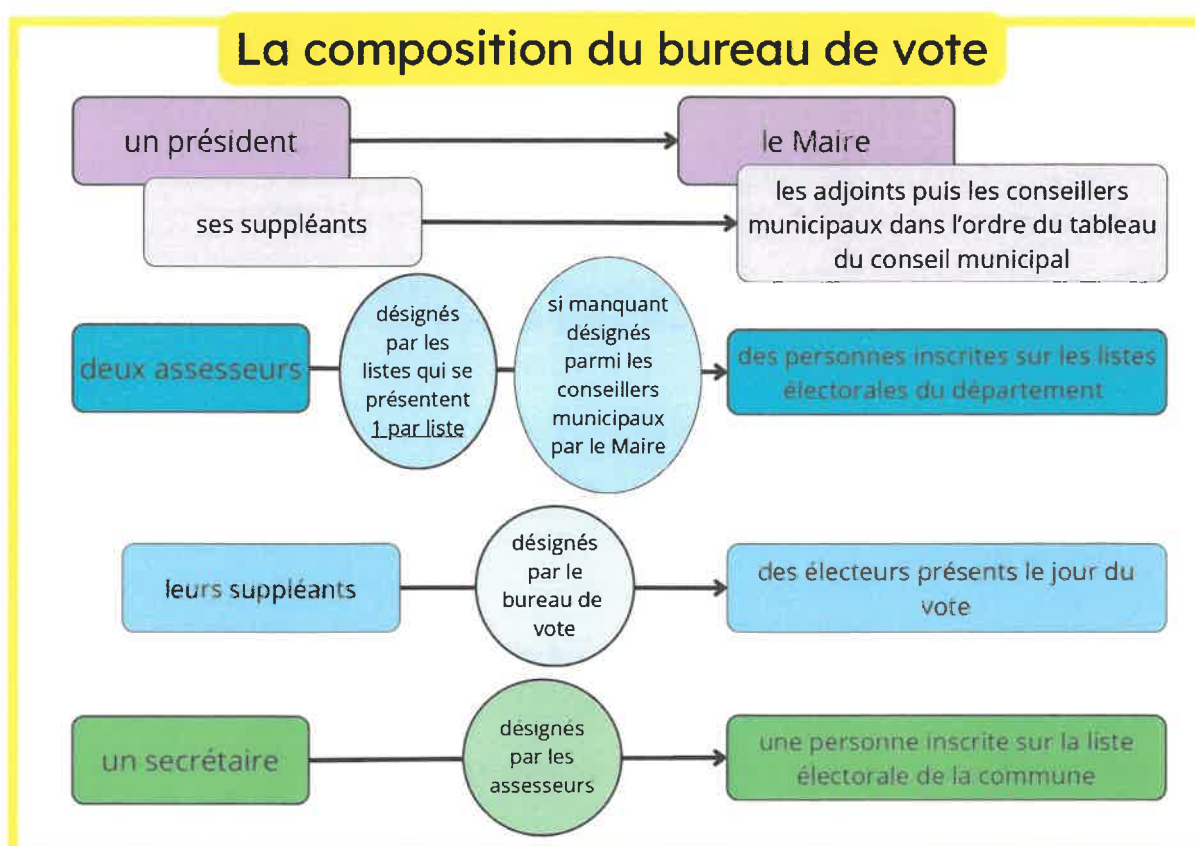 La composition du bureau de vote
un président
le Maire
ses suppléants
les adjoints puis les conseillers
municipaux dans l'ordre du tableau
du conseil municipal
deux assesseurs
désignés
par les
listes qui se
présentent
1 par liste
si manquant
désignés
parmi les
conseillers
municipaux
par le Maire
des personnes inscrites sur les listes
électorales du département
leurs suppléants
désignés
par le
bureau de
vote
des électeurs présents le jour du
vote
un secrétaire
désignés
par les
assesseurs
une personne inscrite sur la liste
électorale de la commune